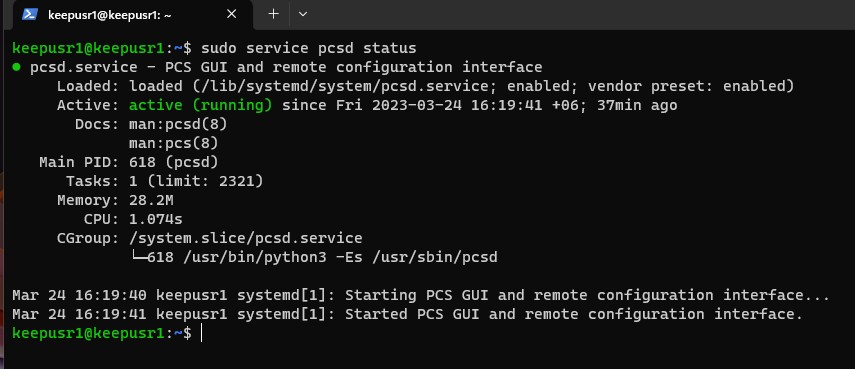 keepusr1@keepusr1: ~
keepusr1@keepusr1:~$ sudo service pcsd status
● pcsd.service - PCS GUI and remote configuration interface
Loaded: loaded (/lib/systemd/system/pcsd.service; enabled; vendor preset: enabled)
Active: active (running) since Fri 2023-03-24 16:19:41 +06; 37min ago
Docs: man:pcsd(8)
man:pcs(8)
Main PID: 618 (pcsd)
Tasks: 1 (limit: 2321)
Memory: 28.2M
CPU: 1.074s
CGroup: /system.slice/pcsd.service
└─618 /usr/bin/python3 -Es /usr/sbin/pcsd
Mar 24 16:19:40 keepusr1 systemd[1]: Starting PCS GUI and remote configuration interface...
Mar 24 16:19:41 keepusr1 systemd[1]: Started PCS GUI and remote configuration interface.
keepusr1@keepusr1:~$